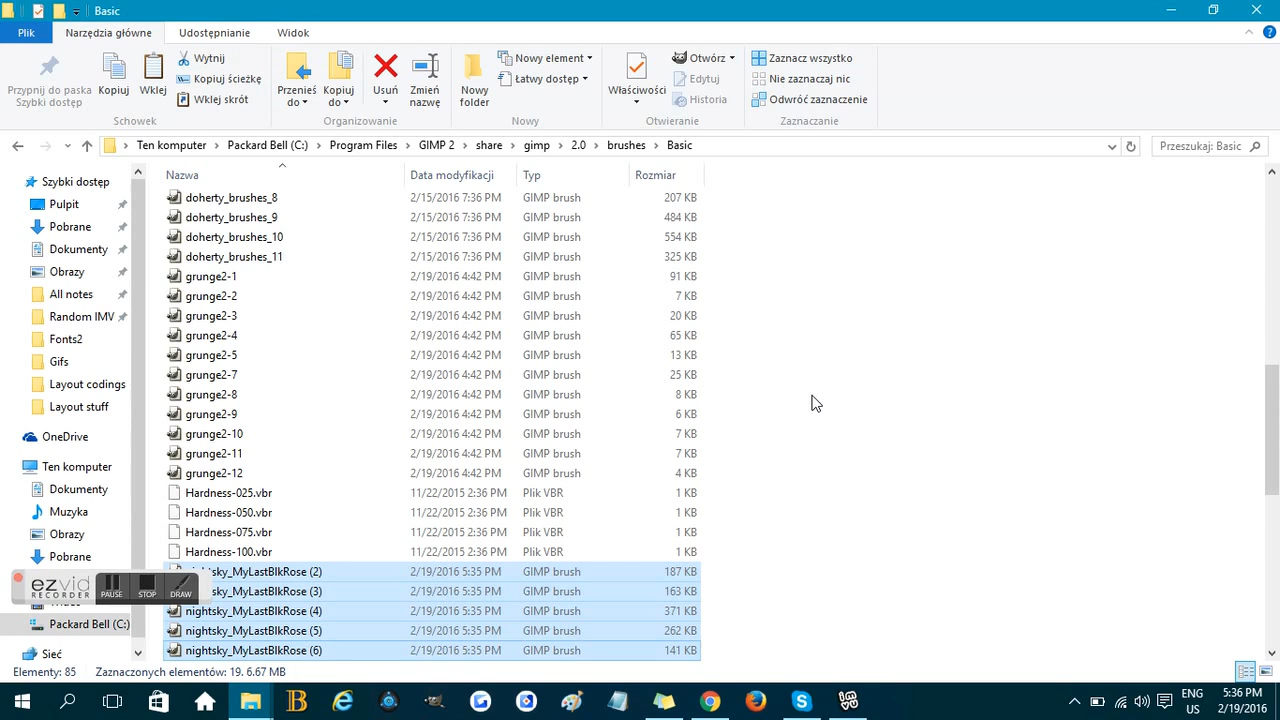 Basic
Plik Narzędzia główne Udostępnianie Widok
Przypnij do paska Szybki dostęp
Kopiuj
Wklej
Wytnij
Kopiuj ścieżkę
Wklej skrót
Schowek
Przenieś do
Kopiuj do
Usuń
Zmień nazwę
Organizowanie
Nowy folder
Nowy element
Łatwy dostęp
Nowy
Właściwości
Otwórz
Edytuj
Historia
Otwieranie
Zaznacz wszystko
Nie zaznaczaj nic
Odwróć zaznaczenie
Zaznaczanie
Ten komputer Packard Bell (C:) Program Files GIMP 2 share gimp 2.0 brushes Basic
Przeszukaj: Basic
Szybki dostęp
Pulpit
Pobrane
Dokumenty
Obrazy
All notes
Random IMV
Fonts2
Gifs
Layout codings
Layout stuff
OneDrive
Ten komputer
Dokumenty
Muzyka
Obrazy
Pobrane
Packard Bell (C:)
Sieć
Nazwa Data modyfikacji Typ Rozmiar
doherty_brushes_8 2/15/2016 7:36 PM GIMP brush 207 KB
doherty_brushes_9 2/15/2016 7:36 PM GIMP brush 484 KB
doherty_brushes_10 2/15/2016 7:36 PM GIMP brush 554 KB
doherty_brushes_11 2/15/2016 7:36 PM GIMP brush 325 KB
grunge2-1 2/19/2016 4:42 PM GIMP brush 91 KB
grunge2-2 2/19/2016 4:42 PM GIMP brush 7 KB
grunge2-3 2/19/2016 4:42 PM GIMP brush 20 KB
grunge2-4 2/19/2016 4:42 PM GIMP brush 65 KB
grunge2-5 2/19/2016 4:42 PM GIMP brush 13 KB
grunge2-7 2/19/2016 4:42 PM GIMP brush 25 KB
grunge2-8 2/19/2016 4:42 PM GIMP brush 8 KB
grunge2-9 2/19/2016 4:42 PM GIMP brush 6 KB
grunge2-10 2/19/2016 4:42 PM GIMP brush 7 KB
grunge2-11 2/19/2016 4:42 PM GIMP brush 7 KB
grunge2-12 2/19/2016 4:42 PM GIMP brush 4 KB
Hardness-025.vbr 11/22/2015 2:36 PM Plik VBR 1 KB
Hardness-050.vbr 11/22/2015 2:36 PM Plik VBR 1 KB
Hardness-075.vbr 11/22/2015 2:36 PM Plik VBR 1 KB
Hardness-100.vbr 11/22/2015 2:36 PM Plik VBR 1 KB
nightsky_MyLastBlkRose (2) 2/19/2016 5:35 PM GIMP brush 187 KB
sky_MyLastBlkRose (3) 2/19/2016 5:35 PM GIMP brush 163 KB
nightsky_MyLastBlkRose (4) 2/19/2016 5:35 PM GIMP brush 371 KB
nightsky_MyLastBlkRose (5) 2/19/2016 5:35 PM GIMP brush 262 KB
nightsky_MyLastBlkRose (6) 2/19/2016 5:35 PM GIMP brush 141 KB
ezvid
RECORDER
PAUSE STOP DRAW
Elementy: 85 Zaznaczonych elementów: 19. 6.67 MB
ENG
US
5:36 PM
2/19/2016